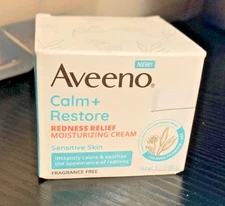 NEW!
Aveeno®
Calm +
Restore
REDNESS RELIEF
MOISTURIZING CREAM
Sensitive Skin
Instantly calms & soothes
the appearance of redness
FRAGRANCE FREE